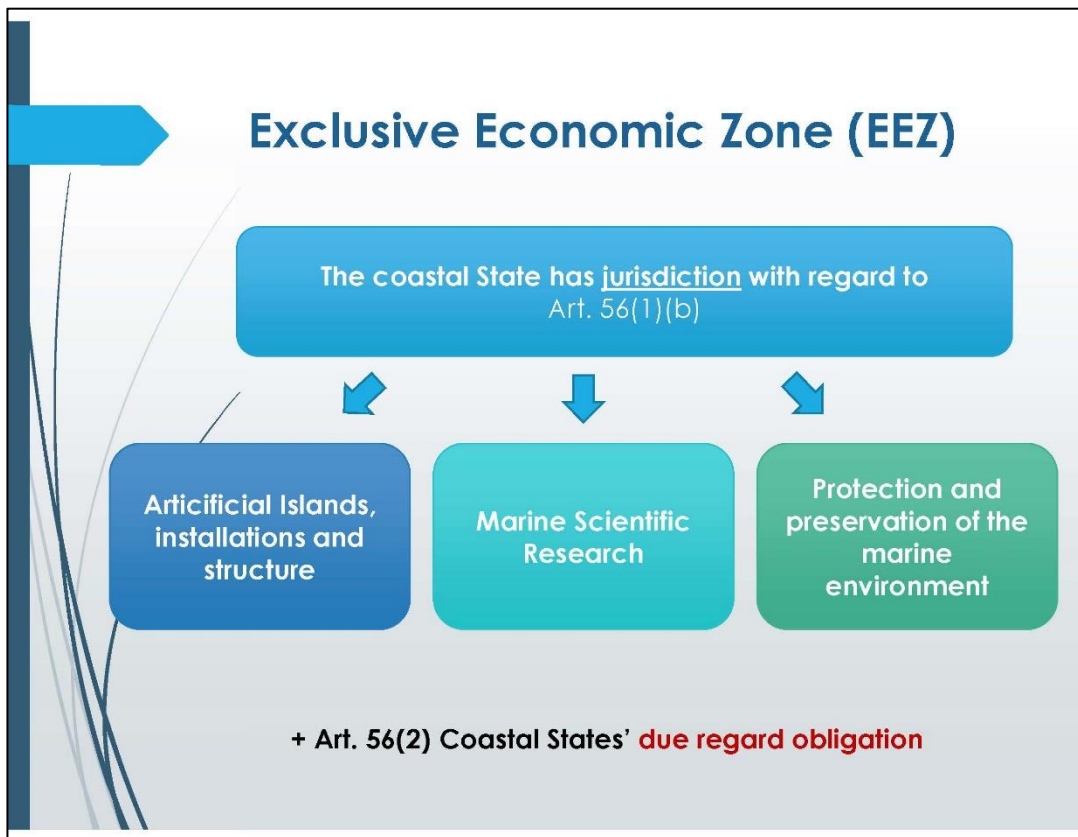 Exclusive Economic Zone (EEZ)
The coastal State has jurisdiction with regard to
Art. 56(1)(b)
Articificial Islands,
installations and
structure
Marine Scientific
Research
Protection and
preservation of the
marine
environment
+ Art. 56(2) Coastal States’ due regard obligation